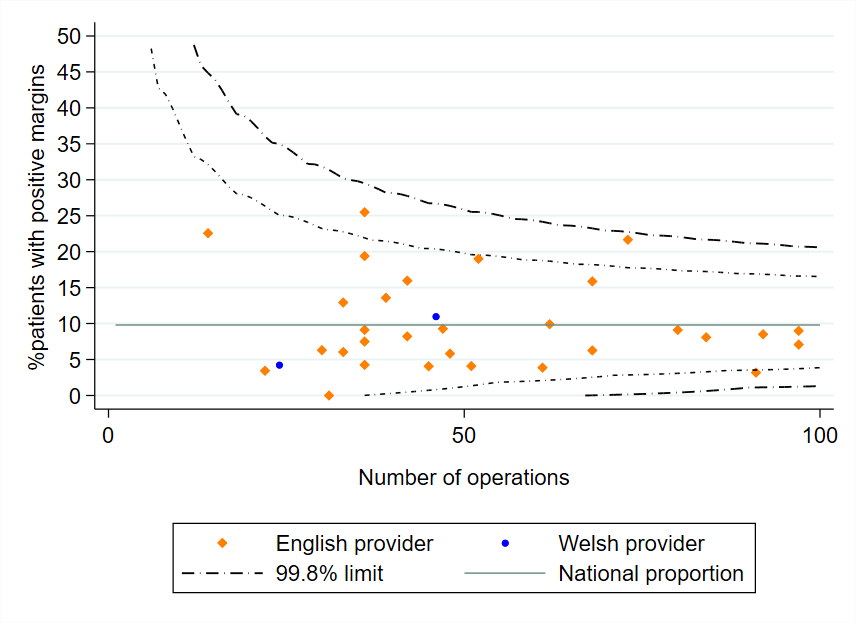 50
45
40
35
30
25
20
15
10
5
0
%patients with positive margins
0 50 100
Number of operations
English provider Welsh provider
99.8% limit National proportion